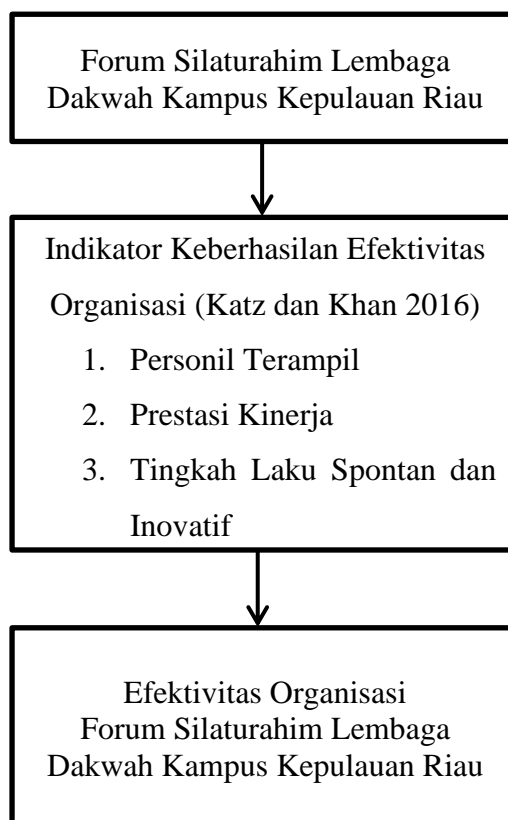 Forum Silaturahim Lembaga
Dakwah Kampus Kepulauan Riau
Indikator Keberhasilan Efektivitas
Organisasi (Katz dan Khan 2016)
1. Personil Terampil
2. Prestasi Kinerja
3. Tingkah Laku Spontan dan
Inovatif
Efektivitas Organisasi
Forum Silaturahim Lembaga
Dakwah Kampus Kepulauan Riau